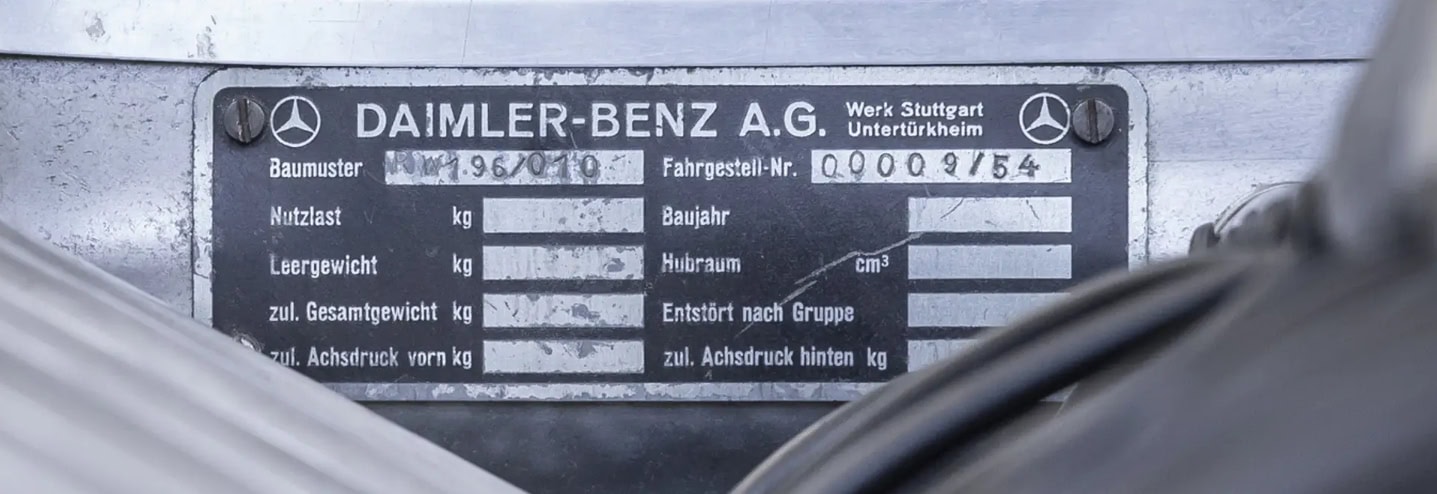 DAIMLER-BENZ A.G. Werk Stuttgart
Untertürkheim
Baumuster W196/010 Fahrgestell-Nr. 00009/54
Nutzlast kg Baujahr
Leergewicht kg Hubraum cm³
zul. Gesamtgewicht kg Entstört nach Gruppe
zul. Achsdruck vorn kg zul. Achsdruck hinten kg